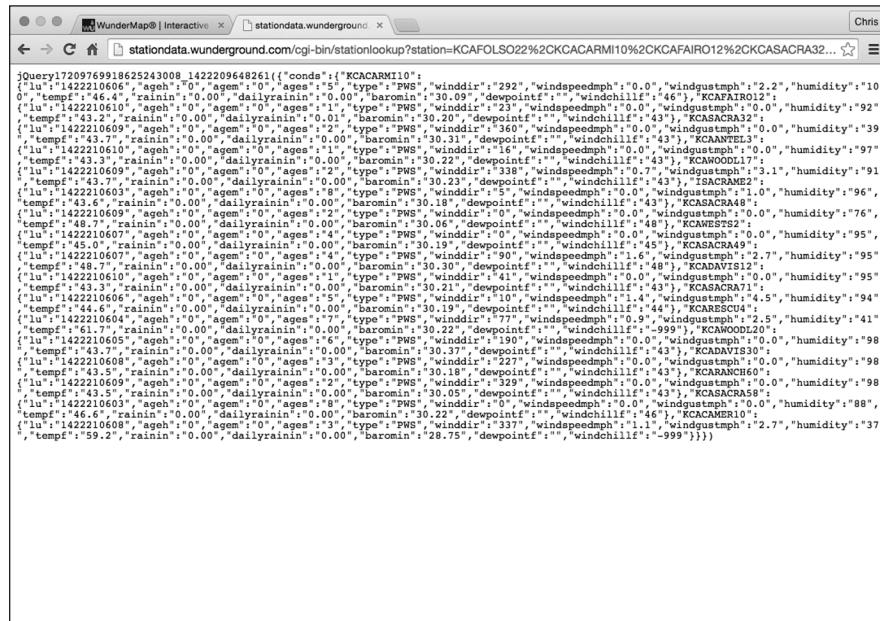 WunderMap® | Interactive
stationdata.wunderground.
Chris
stationdata.wunderground.com/cgi-bin/stationlookup?station=KCAFOLSO22%2CKCACARMI10%2CKCAFAIRO12%2CKCASACRA32...
jQuery17209769918625243008_1422209648261({"conds":{"KCACARMI10":
{"lu":"1422210606","ageh":"0","agem":"0","ages":"5","type":"PWS","winddir":"292","windspeedmph":"0.0","windgustmph":"2.2","humidity":"10
0","tempf":"46.4","rainin":"0.00","dailyrainin":"0.00","baromin":"30.09","dewpointf":"","windchillf":"46"},"KCAFAIRO12":
{"lu":"1422210610","ageh":"0","agem":"0","ages":"1","type":"PWS","winddir":"23","windspeedmph":"0.0","windgustmph":"0.0","humidity":"92"
,"tempf":"43.2","rainin":"0.00","dailyrainin":"0.01","baromin":"30.20","dewpointf":"","windchillf":"43"},"KCASACRA32":
{"lu":"1422210609","ageh":"0","agem":"0","ages":"2","type":"PWS","winddir":"360","windspeedmph":"0.0","windgustmph":"0.0","humidity":"39
","tempf":"43.7","rainin":"0.00","dailyrainin":"0.00","baromin":"30.31","dewpointf":"","windchillf":"43"},"KCAANTEL3":
{"lu":"1422210610","ageh":"0","agem":"0","ages":"1","type":"PWS","winddir":"16","windspeedmph":"0.0","windgustmph":"0.0","humidity":"97"
,"tempf":"43.3","rainin":"0.00","dailyrainin":"0.00","baromin":"30.22","dewpointf":"","windchillf":"43"},"KCAWOODL17":
{"lu":"1422210609","ageh":"0","agem":"0","ages":"2","type":"PWS","winddir":"338","windspeedmph":"0.7","windgustmph":"3.1","humidity":"91
","tempf":"43.7","rainin":"0.00","dailyrainin":"0.00","baromin":"30.23","dewpointf":"","windchillf":"43"},"ISACRAME2":
{"lu":"1422210603","ageh":"0","agem":"0","ages":"8","type":"PWS","winddir":"5","windspeedmph":"0.0","windgustmph":"1.0","humidity":"96",
"tempf":"43.6","rainin":"0.00","dailyrainin":"0.00","baromin":"30.18","dewpointf":"","windchillf":"43"},"KCASACRA48":
{"lu":"1422210609","ageh":"0","agem":"0","ages":"2","type":"PWS","winddir":"0","windspeedmph":"0.0","windgustmph":"0.0","humidity":"76",
"tempf":"48.7","rainin":"0.00","dailyrainin":"0.00","baromin":"30.06","dewpointf":"","windchillf":"48"},"KCAWESTS2":
{"lu":"1422210607","ageh":"0","agem":"0","ages":"4","type":"PWS","winddir":"0","windspeedmph":"0.0","windgustmph":"0.0","humidity":"95",
"tempf":"45.0","rainin":"0.00","dailyrainin":"0.00","baromin":"30.19","dewpointf":"","windchillf":"45"},"KCASACRA49":
{"lu":"1422210607","ageh":"0","agem":"0","ages":"4","type":"PWS","winddir":"90","windspeedmph":"1.6","windgustmph":"2.7","humidity":"95"
,"tempf":"48.7","rainin":"0.00","dailyrainin":"0.00","baromin":"30.30","dewpointf":"","windchillf":"48"},"KCADAVIS12":
{"lu":"1422210610","ageh":"0","agem":"0","ages":"1","type":"PWS","winddir":"41","windspeedmph":"0.0","windgustmph":"0.0","humidity":"95"
,"tempf":"43.3","rainin":"0.00","dailyrainin":"0.00","baromin":"30.21","dewpointf":"","windchillf":"43"},"KCASACRA71":
{"lu":"1422210606","ageh":"0","agem":"0","ages":"5","type":"PWS","winddir":"10","windspeedmph":"1.4","windgustmph":"4.5","humidity":"94"
,"tempf":"44.6","rainin":"0.00","dailyrainin":"0.00","baromin":"30.19","dewpointf":"","windchillf":"44"},"KCARESCU4":
{"lu":"1422210604","ageh":"0","agem":"0","ages":"7","type":"PWS","winddir":"77","windspeedmph":"0.9","windgustmph":"2.5","humidity":"41"
,"tempf":"61.7","rainin":"0.00","dailyrainin":"0.00","baromin":"30.22","dewpointf":"","windchillf":"-999"},"KCAWOODL20":
{"lu":"1422210605","ageh":"0","agem":"0","ages":"6","type":"PWS","winddir":"190","windspeedmph":"0.0","windgustmph":"0.0","humidity":"98
","tempf":"43.7","rainin":"0.00","dailyrainin":"0.00","baromin":"30.37","dewpointf":"","windchillf":"43"},"KCADAVIS30":
{"lu":"1422210608","ageh":"0","agem":"0","ages":"3","type":"PWS","winddir":"227","windspeedmph":"0.0","windgustmph":"0.0","humidity":"98
","tempf":"43.5","rainin":"0.00","dailyrainin":"0.00","baromin":"30.18","dewpointf":"","windchillf":"43"},"KCARANCH60":
{"lu":"1422210609","ageh":"0","agem":"0","ages":"2","type":"PWS","winddir":"329","windspeedmph":"0.0","windgustmph":"0.0","humidity":"98
","tempf":"43.5","rainin":"0.00","dailyrainin":"0.00","baromin":"30.05","dewpointf":"","windchillf":"43"},"KCASACRA58":
{"lu":"1422210603","ageh":"0","agem":"0","ages":"8","type":"PWS","winddir":"0","windspeedmph":"0.0","windgustmph":"0.0","humidity":"88",
"tempf":"46.6","rainin":"0.00","dailyrainin":"0.00","baromin":"30.22","dewpointf":"","windchillf":"46"},"KCACAMER10":
{"lu":"1422210608","ageh":"0","agem":"0","ages":"3","type":"PWS","winddir":"337","windspeedmph":"1.1","windgustmph":"2.7","humidity":"37
","tempf":"59.2","rainin":"0.00","dailyrainin":"0.00","baromin":"28.75","dewpointf":"","windchillf":"-999"}}})